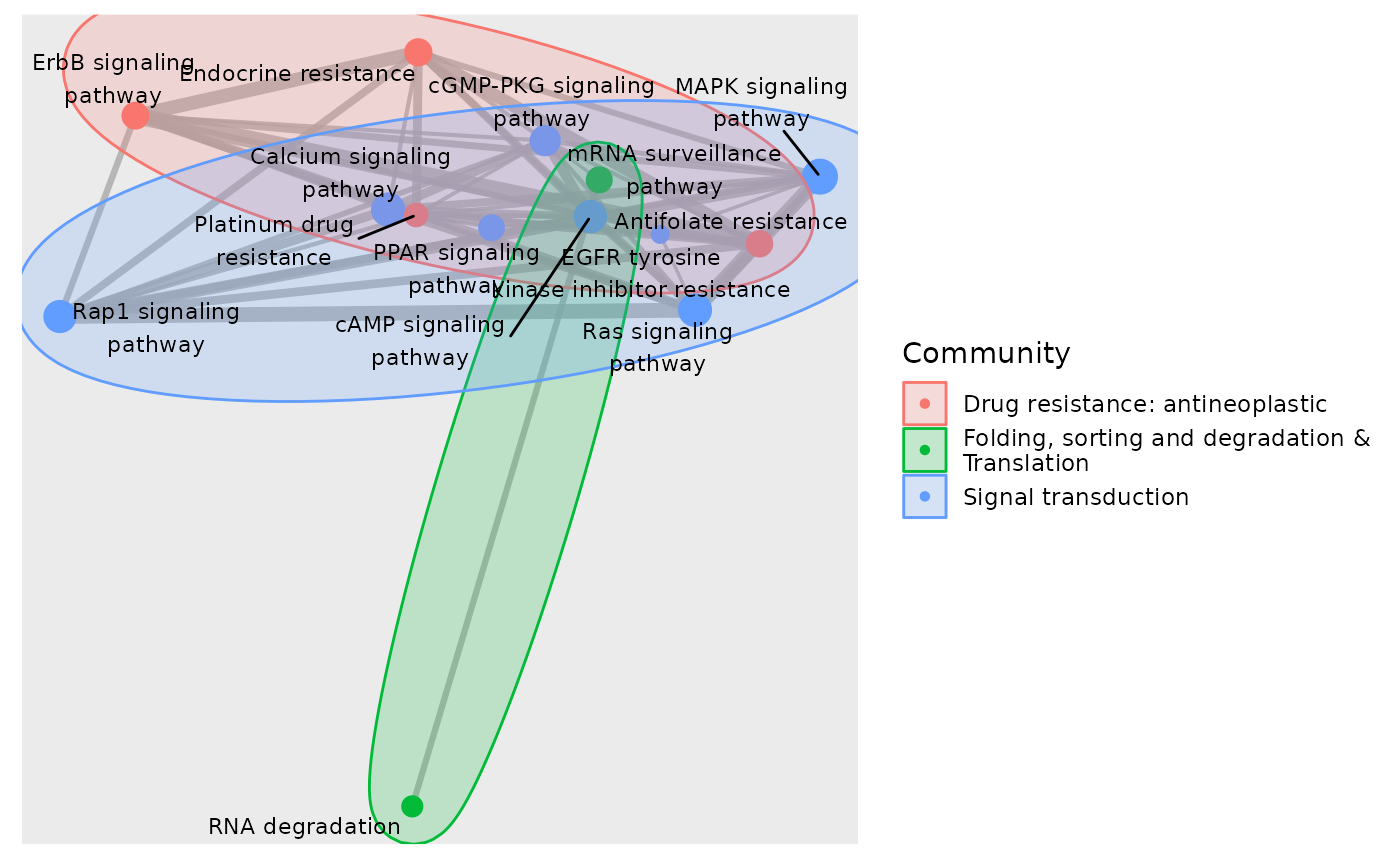 ErbB signaling
pathway
Endocrine resistance
cGMP-PKG signaling
pathway
MAPK signaling
pathway
Calcium signaling
pathway
mRNA surveillance
pathway
Platinum drug
resistance
Antifolate resistance
PPAR signaling
pathway
EGFR tyrosine
kinase inhibitor resistance
Rap1 signaling
pathway
cAMP signaling
pathway
Ras signaling
pathway
RNA degradation
Community
Drug resistance: antineoplastic
Folding, sorting and degradation &
Translation
Signal transduction